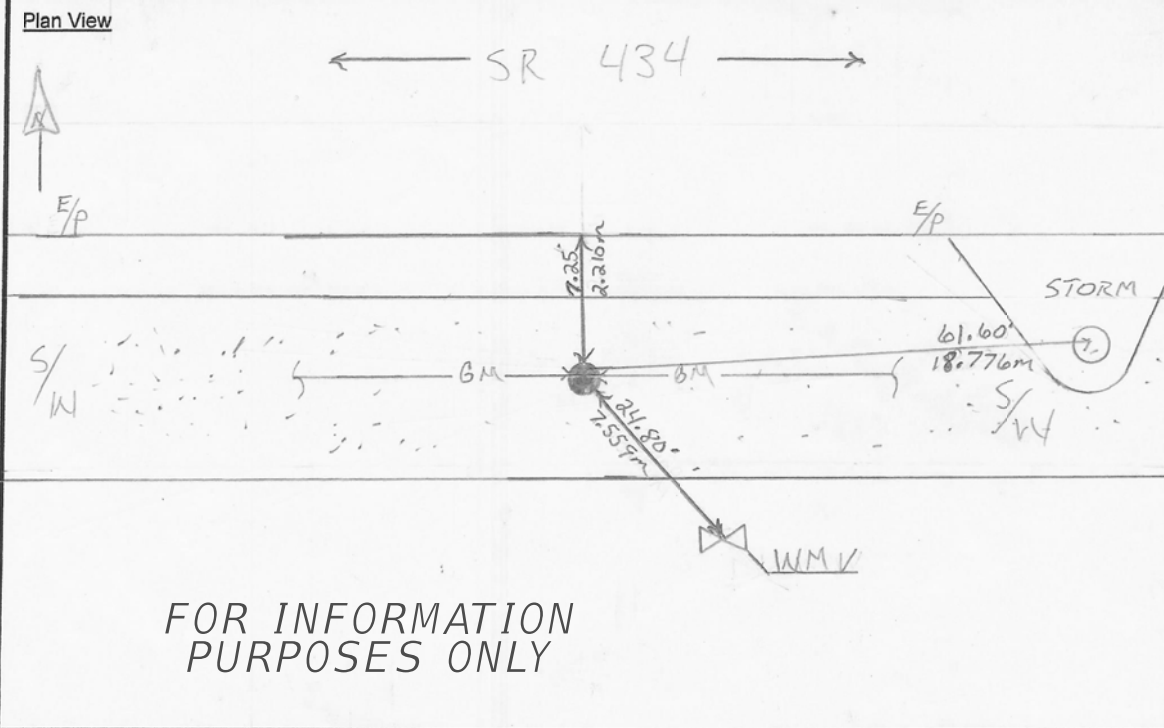 Plan View
SR 434
N
E/P
E/P
7.25'
2.210m
STORM
61.60'
18.776m
S/W
GM
GM
S/W
24.80'
7.559m
WMV
FOR INFORMATION
PURPOSES ONLY